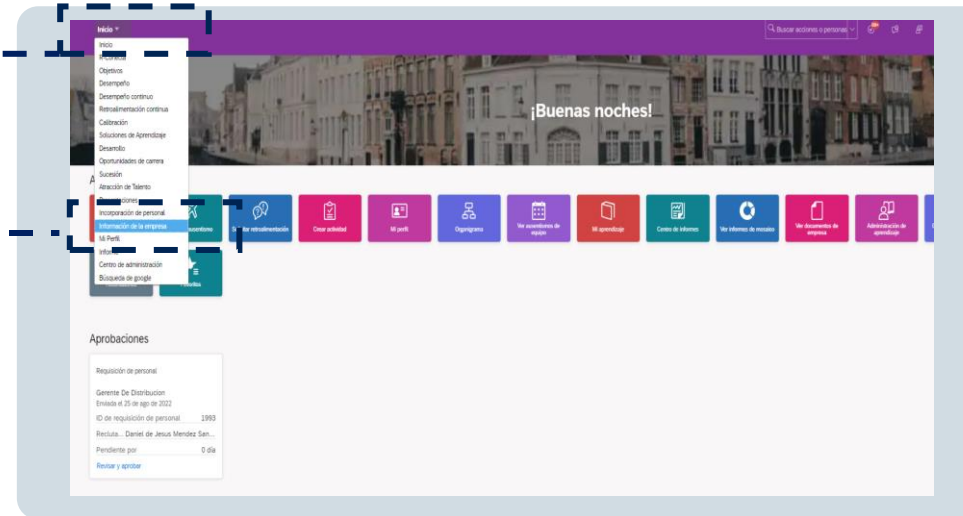 Inicio
Buscar acciones o personas
Inicio
Objetivos
Desempeño
Desempeño continuo
Retroalimentación continua
Calibración
Soluciones de Aprendizaje
Desarrollo
Oportunidades de carrera
Sucesión
Atracción de Talento
Incorporación de personal
Información de la empresa
Mi Perfil
Informe
Centro de administración
Búsqueda de google
¡Buenas noches!
Crear actividad
Mi perfil
Organigrama
Ver ausentismos de equipo
Mi aprendizaje
Centro de informes
Ver informes de mosaico
Ver documentos de empresa
Administración de aprendizaje
Aprobaciones
Requisición de personal
Gerente De Distribucion
Enviada el 25 de ago de 2022
ID de requisición de personal 1993
Recluta... Daniel de Jesus Mendez San...
Pendiente por 0 día
Revisar y aprobar